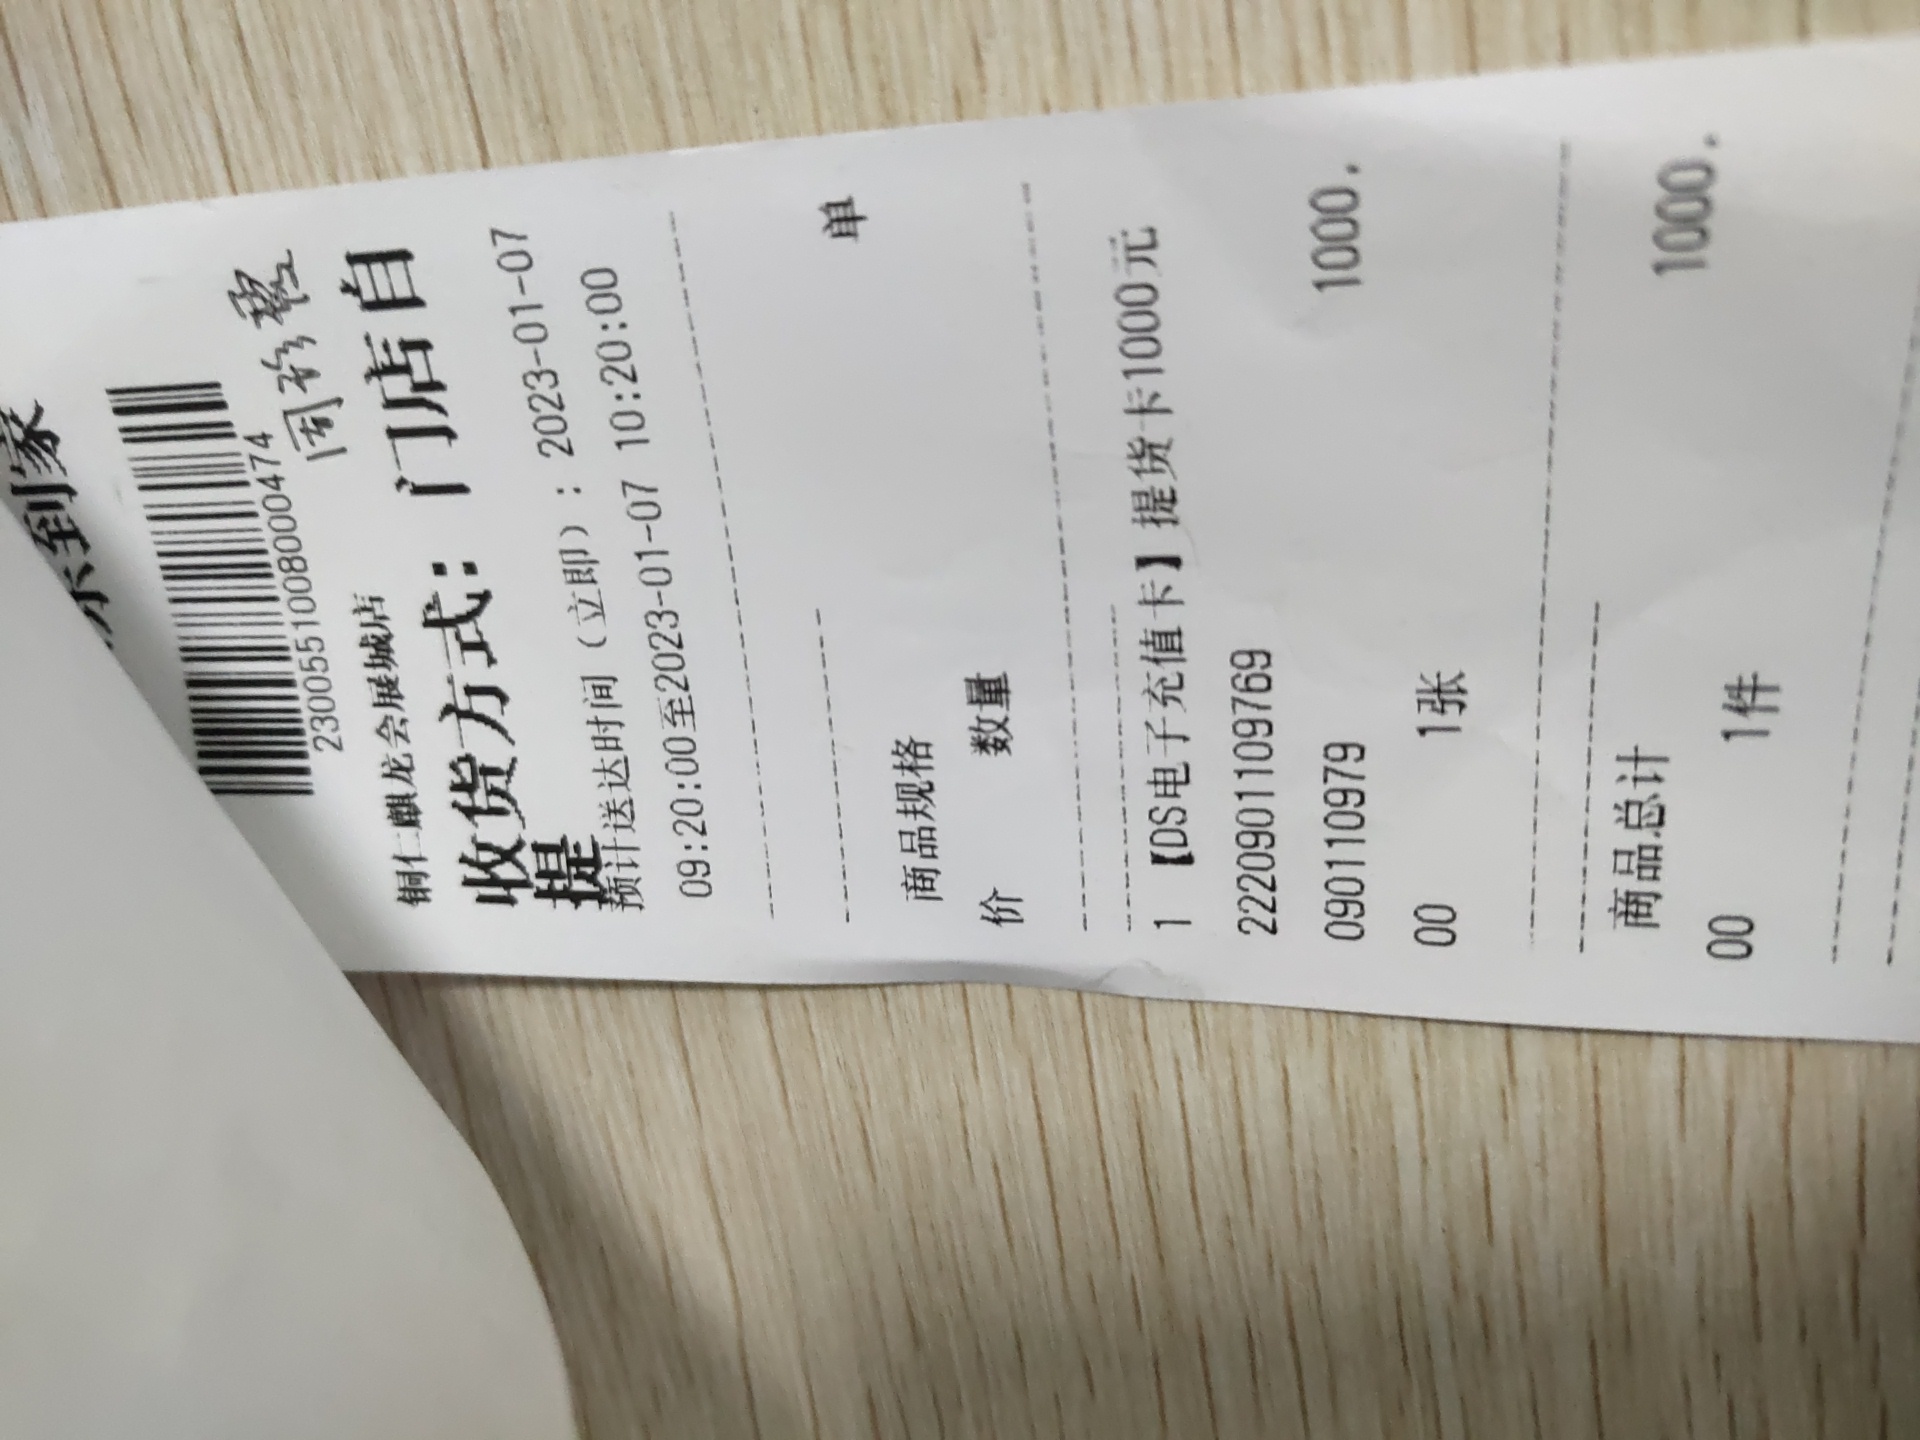 到家
2300551008000474
铜仁麒龙会展城店
收货方式：门店自
提
预计送达时间（立即）：2023-01-07
09:20:00至2023-01-07 10:20:00
单
商品规格
价 数量
1 【DS电子充值卡】提货卡1000元
2220901109769
0901109979 1000.
00 1张
商品总计 1000.
00 1件